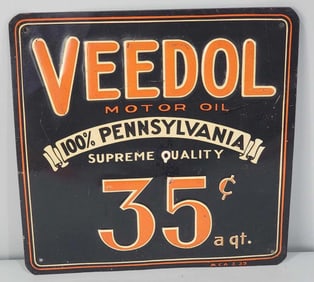 VEEDOL
MOTOR OIL
100% PENNSYLVANIA
SUPREME QUALITY
35¢
a qt.